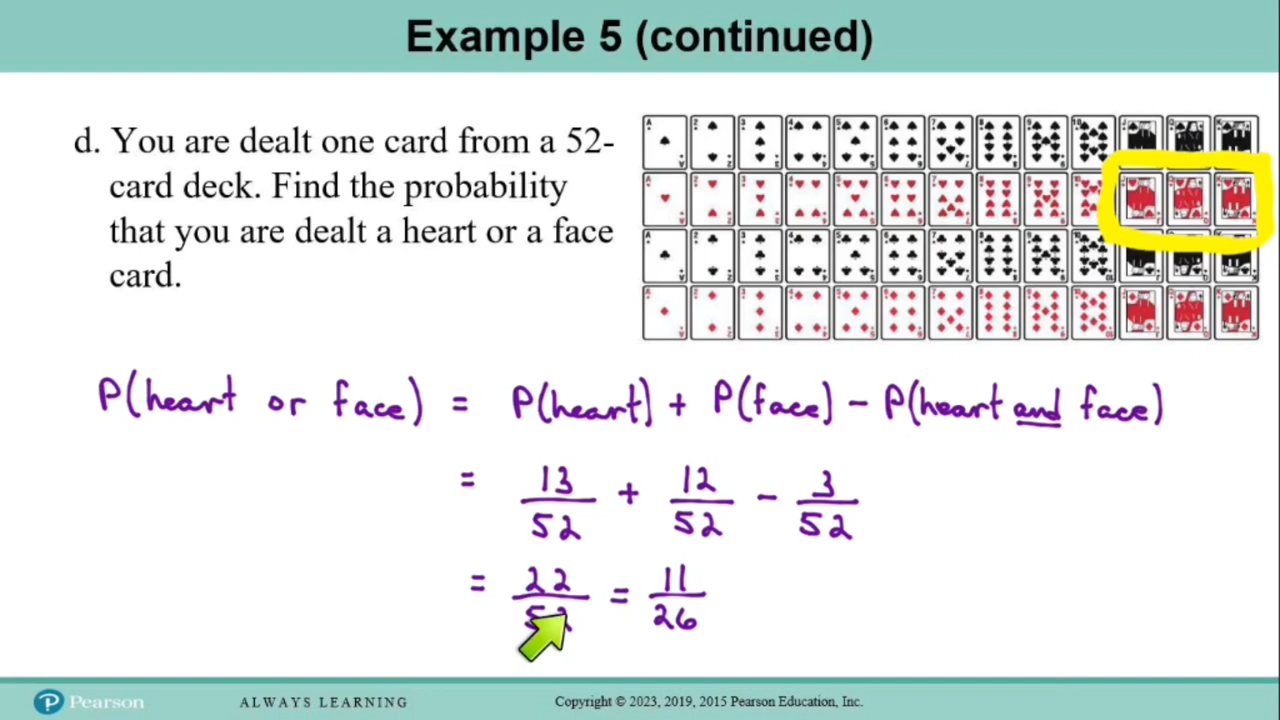 Example 5 (continued)
d. You are dealt one card from a 52-
card deck. Find the probability
that you are dealt a heart or a face
card.
P(heart or face) = P(heart) + P(face) - P(heart and face)
= 13/52 + 12/52 - 3/52
= 22/52 = 11/26
Pearson ALWAYS LEARNING Copyright © 2023, 2019, 2015 Pearson Education, Inc.